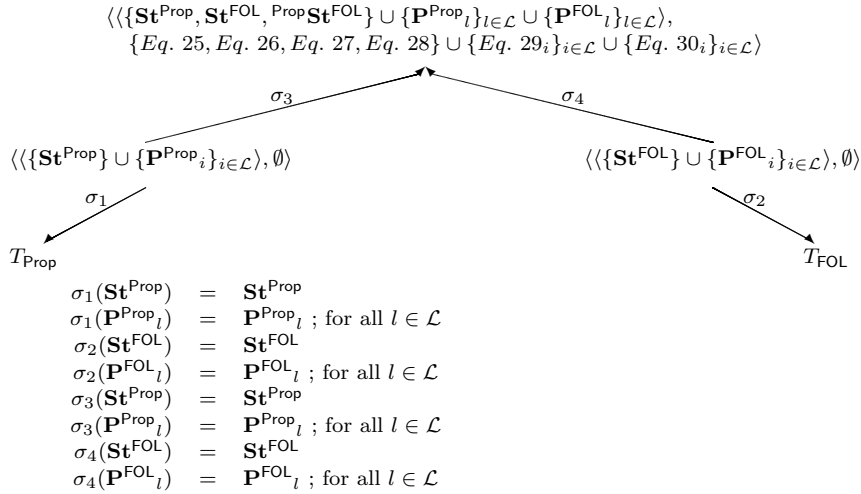 ⟨⟨{St^Prop, St^FOL, ^Prop St^FOL} ∪ {P^Prop_l}_{l∈ℒ} ∪ {P^FOL_l}_{l∈ℒ}⟩,
{Eq. 25, Eq. 26, Eq. 27, Eq. 28} ∪ {Eq. 29_i}_{i∈ℒ} ∪ {Eq. 30_i}_{i∈ℒ}⟩
σ_3 σ_4
⟨⟨{St^Prop} ∪ {P^Prop_i}_{i∈ℒ}⟩, ∅⟩ ⟨⟨{St^FOL} ∪ {P^FOL_i}_{i∈ℒ}⟩, ∅⟩
σ_1 σ_2
T_Prop T_FOL
σ_1(St^Prop) = St^Prop
σ_1(P^Prop_l) = P^Prop_l ; for all l ∈ ℒ
σ_2(St^FOL) = St^FOL
σ_2(P^FOL_l) = P^FOL_l ; for all l ∈ ℒ
σ_3(St^Prop) = St^Prop
σ_3(P^Prop_l) = P^Prop_l ; for all l ∈ ℒ
σ_4(St^FOL) = St^FOL
σ_4(P^FOL_l) = P^FOL_l ; for all l ∈ ℒ